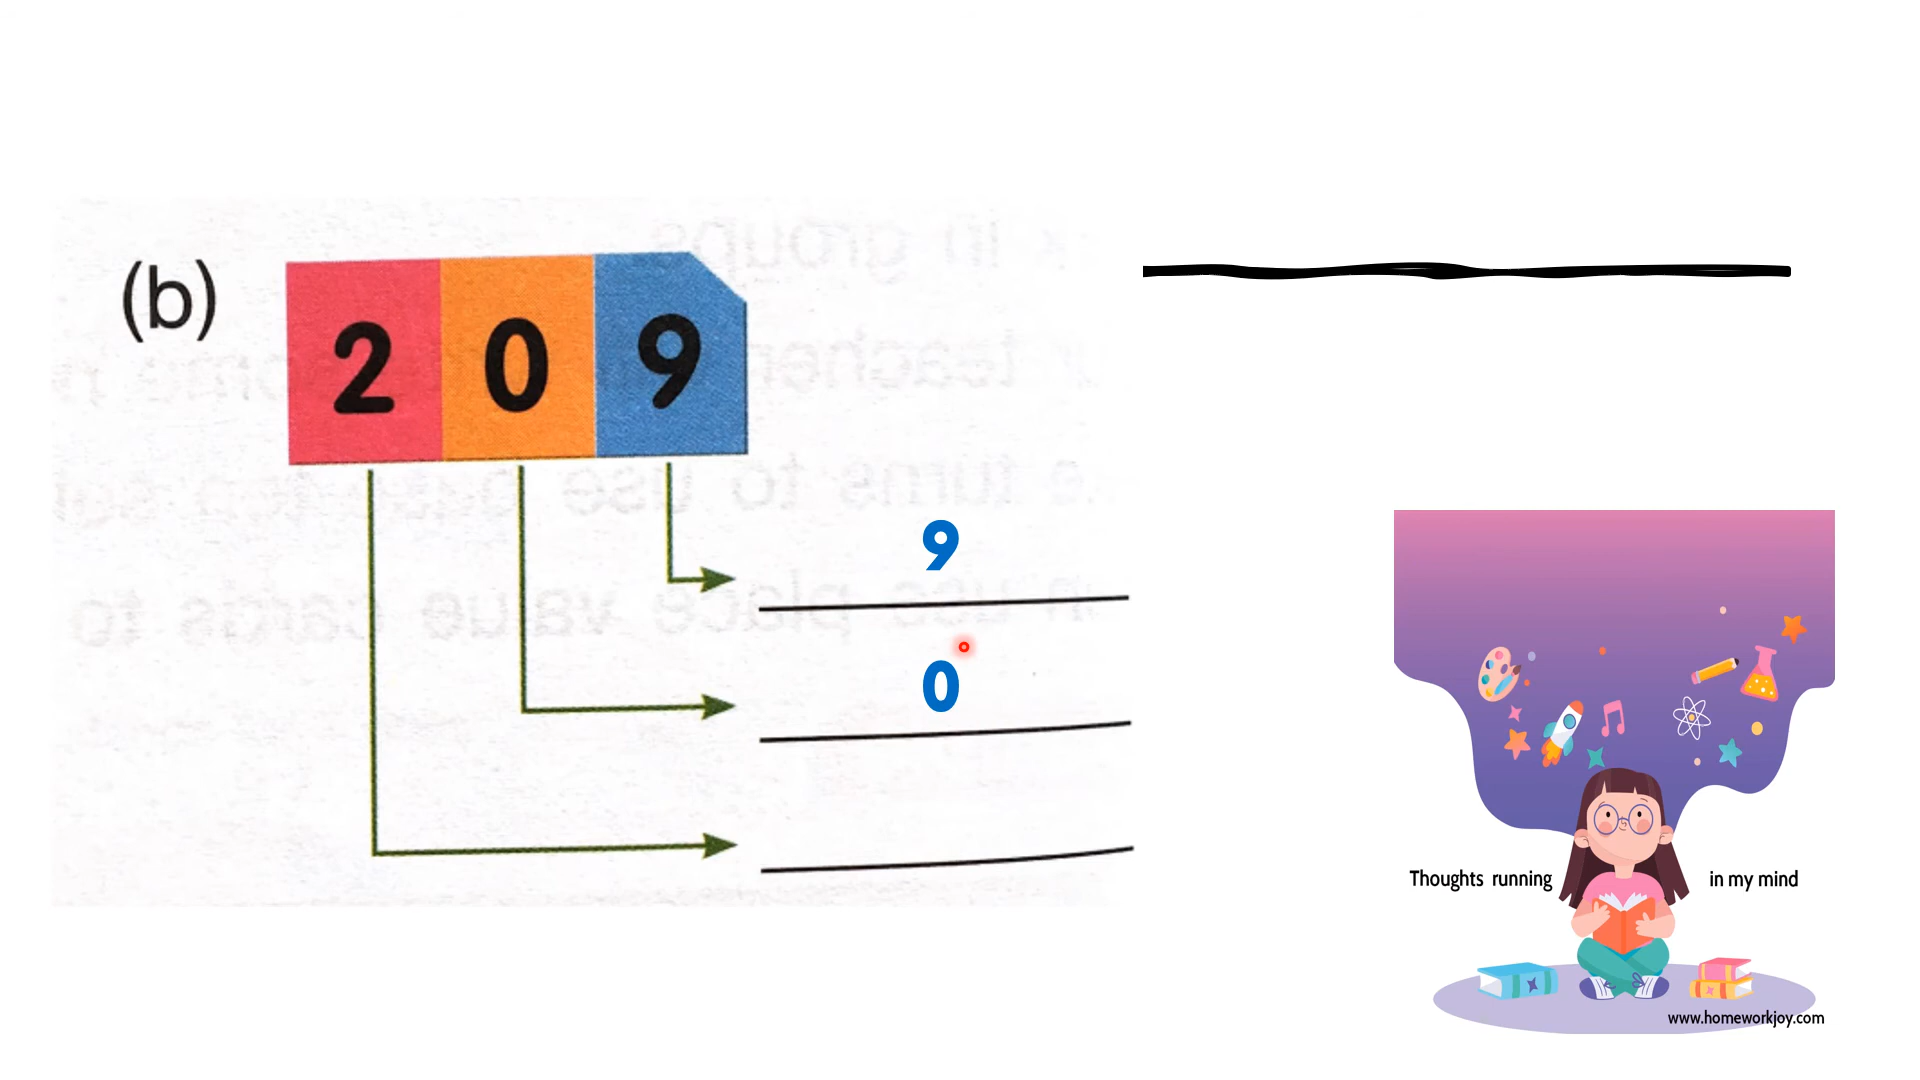 (b)
2 0 9
9
0
Thoughts running in my mind
www.homeworkjoy.com